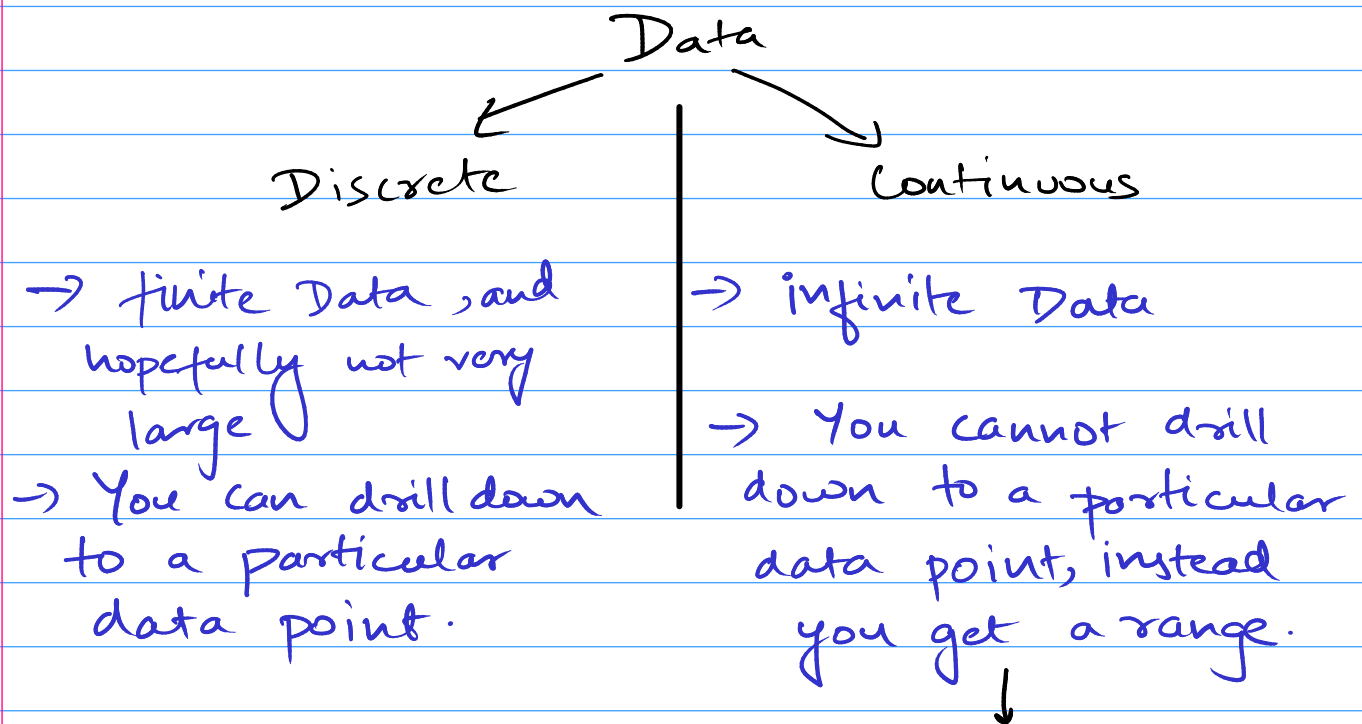 Data
Discrete
→ finite Data, and
hopefully not very
large
→ You can drill down
to a particular
data point.
Continuous
→ infinite Data
→ You cannot drill
down to a porticular
data point, instead
you get a range.